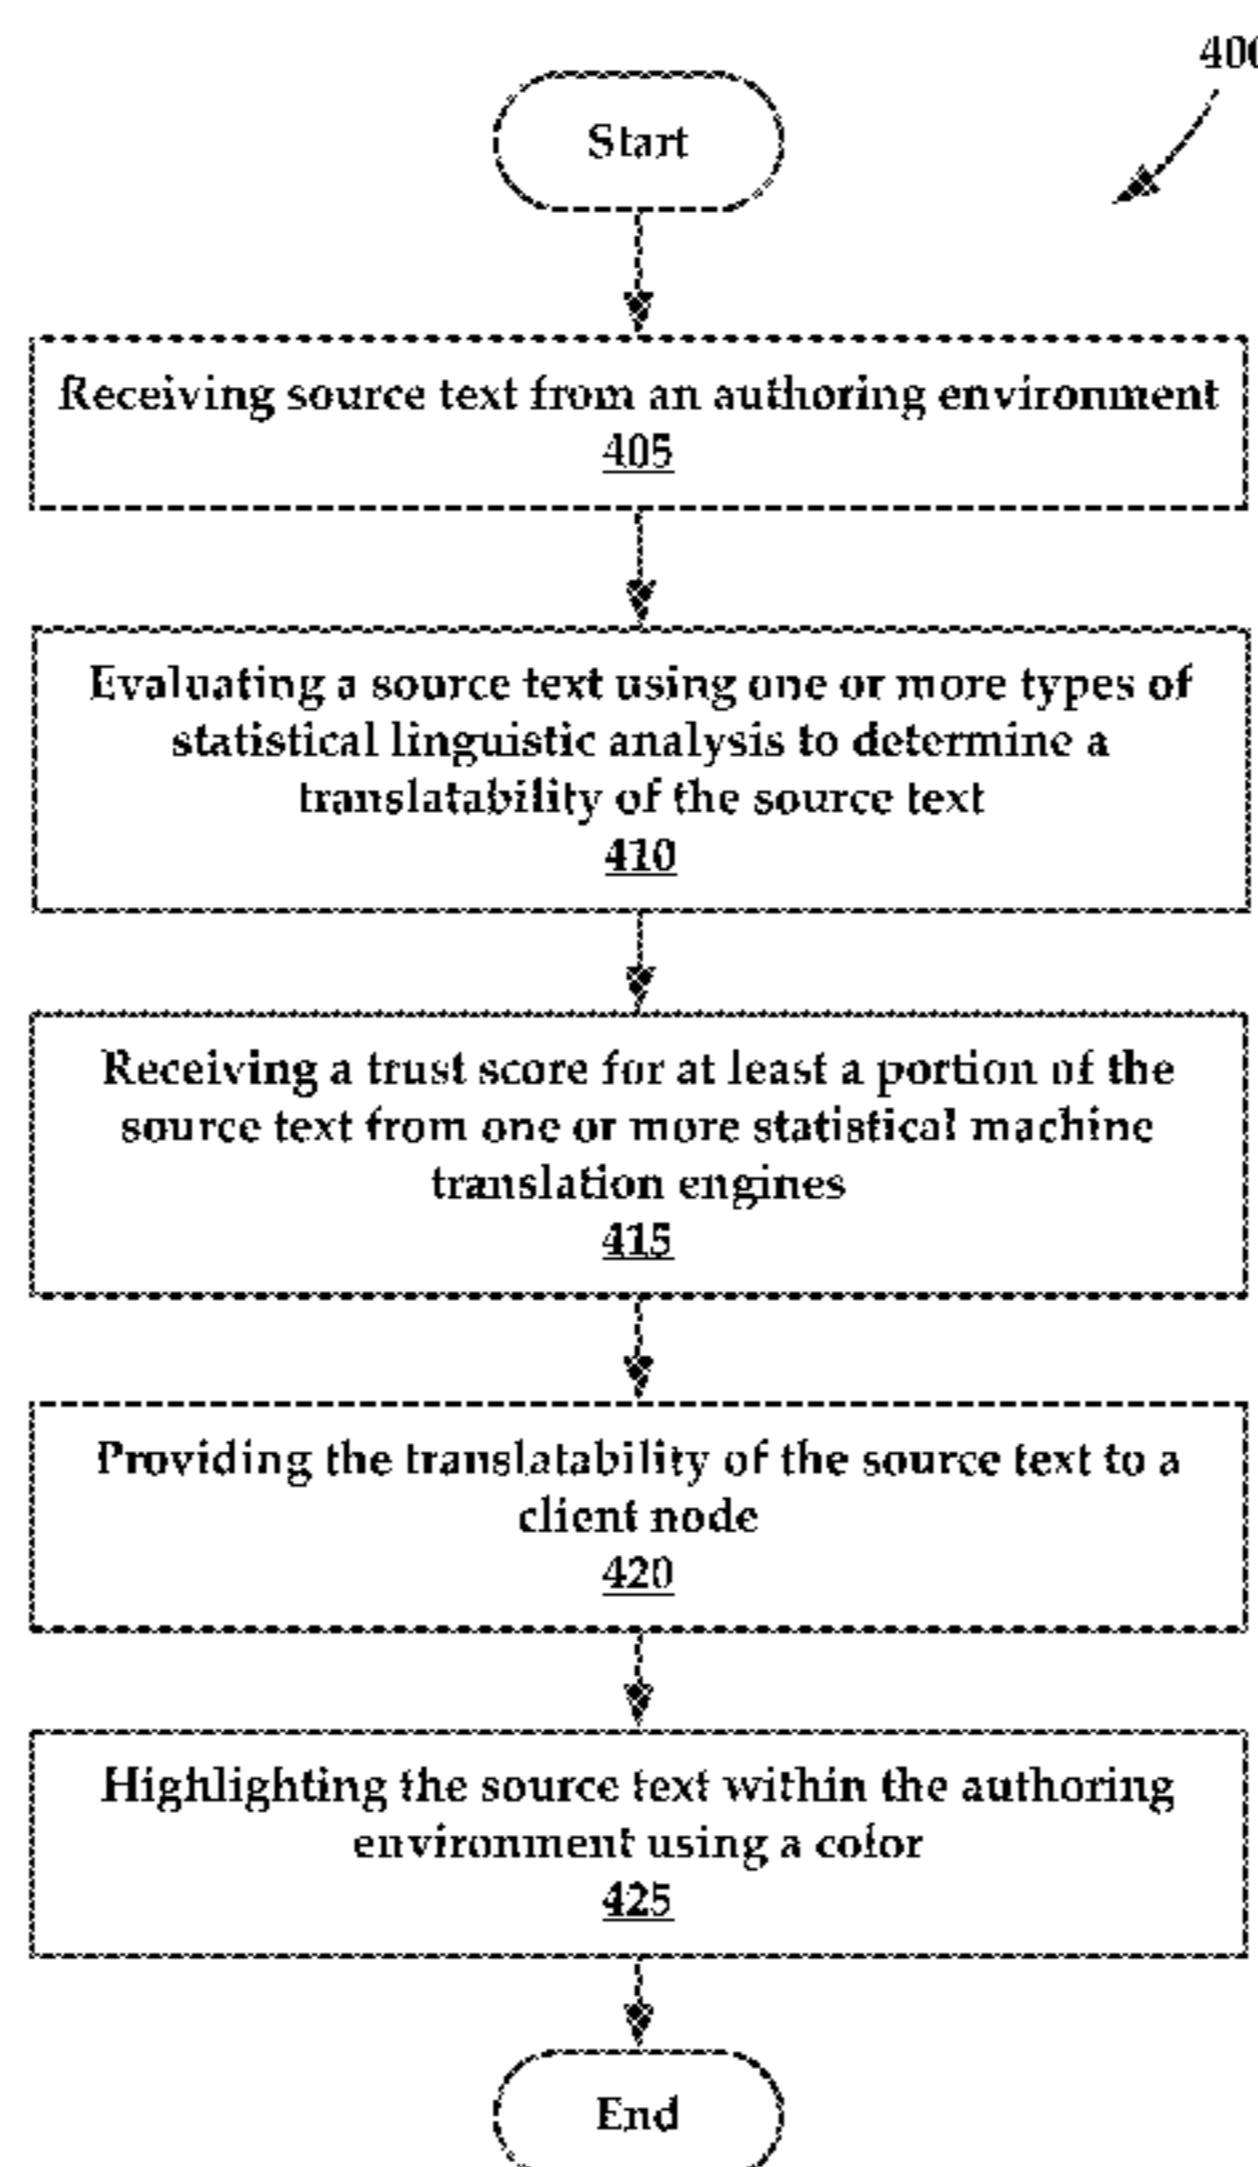 400
Start
Receiving source text from an authoring environment
405
Evaluating a source text using one or more types of
statistical linguistic analysis to determine a
translatability of the source text
410
Receiving a trust score for at least a portion of the
source text from one or more statistical machine
translation engines
415
Providing the translatability of the source text to a
client node
420
Highlighting the source text within the authoring
environment using a color
425
End